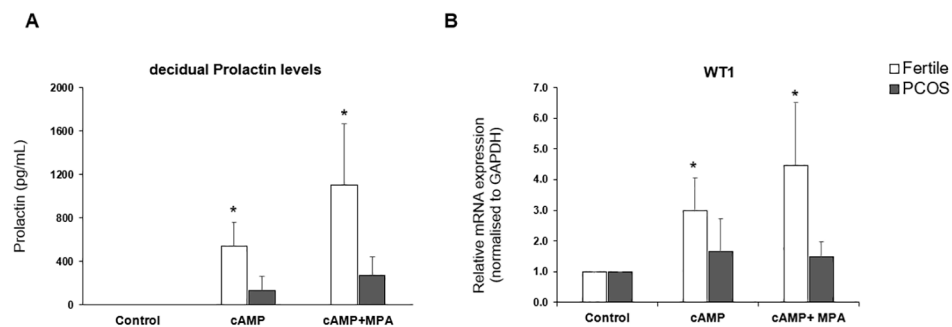 A
decidual Prolactin levels
Prolactin (pg/mL)
2000
1600
1200
800
400
0
*
*
Control
cAMP
cAMP+MPA
B
WT1
Fertile
PCOS
Relative mRNA expression
(normalised to GAPDH)
7.0
6.0
5.0
4.0
3.0
2.0
1.0
0.0
*
*
Control
cAMP
cAMP+ MPA